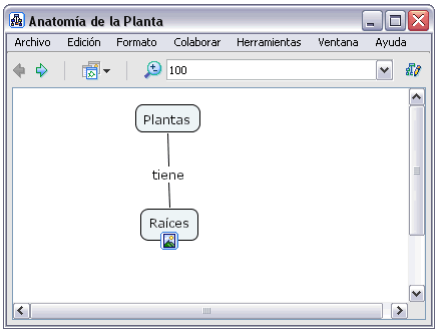 Anatomía de la Planta
Archivo Edición Formato Colaborar Herramientas Ventana Ayuda
100
Plantas
tiene
Raíces